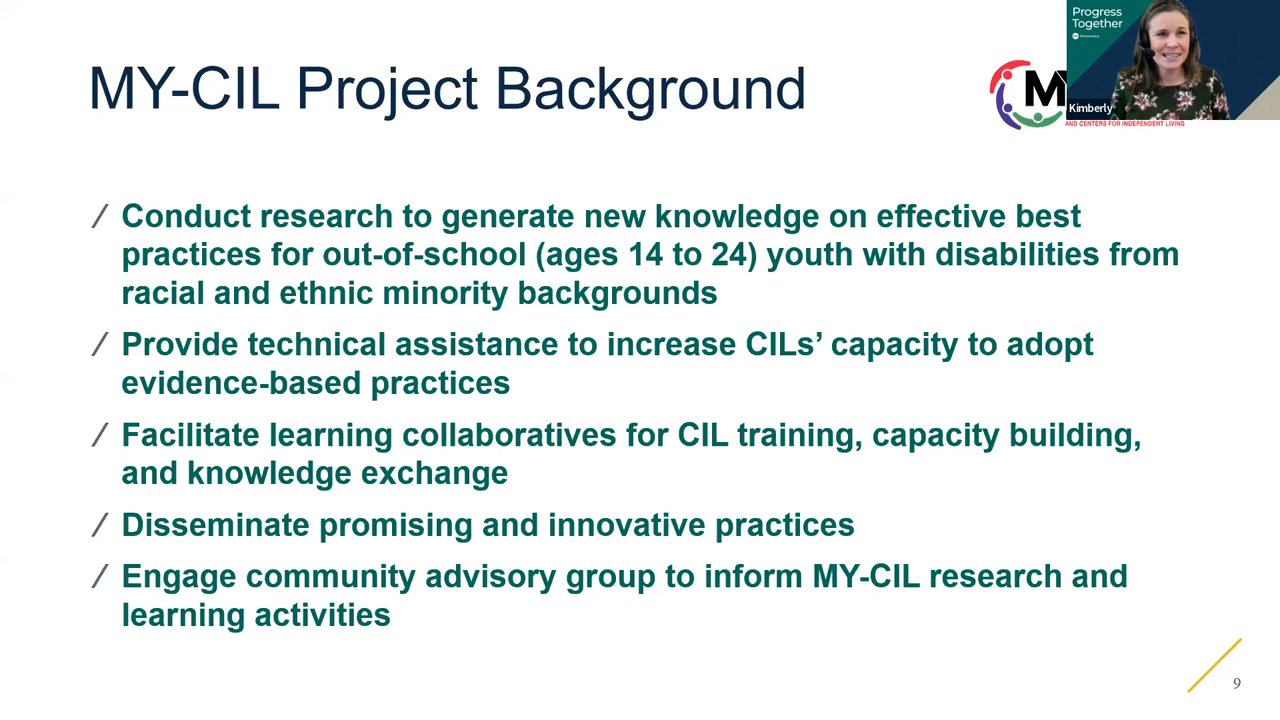 MY-CIL Project Background
Progress
Together
Mathematica
Kimberly
M
AND CENTERS FOR INDEPENDENT LIVING
/ Conduct research to generate new knowledge on effective best
practices for out-of-school (ages 14 to 24) youth with disabilities from
racial and ethnic minority backgrounds
/ Provide technical assistance to increase CILs’ capacity to adopt
evidence-based practices
/ Facilitate learning collaboratives for CIL training, capacity building,
and knowledge exchange
/ Disseminate promising and innovative practices
/ Engage community advisory group to inform MY-CIL research and
learning activities
9